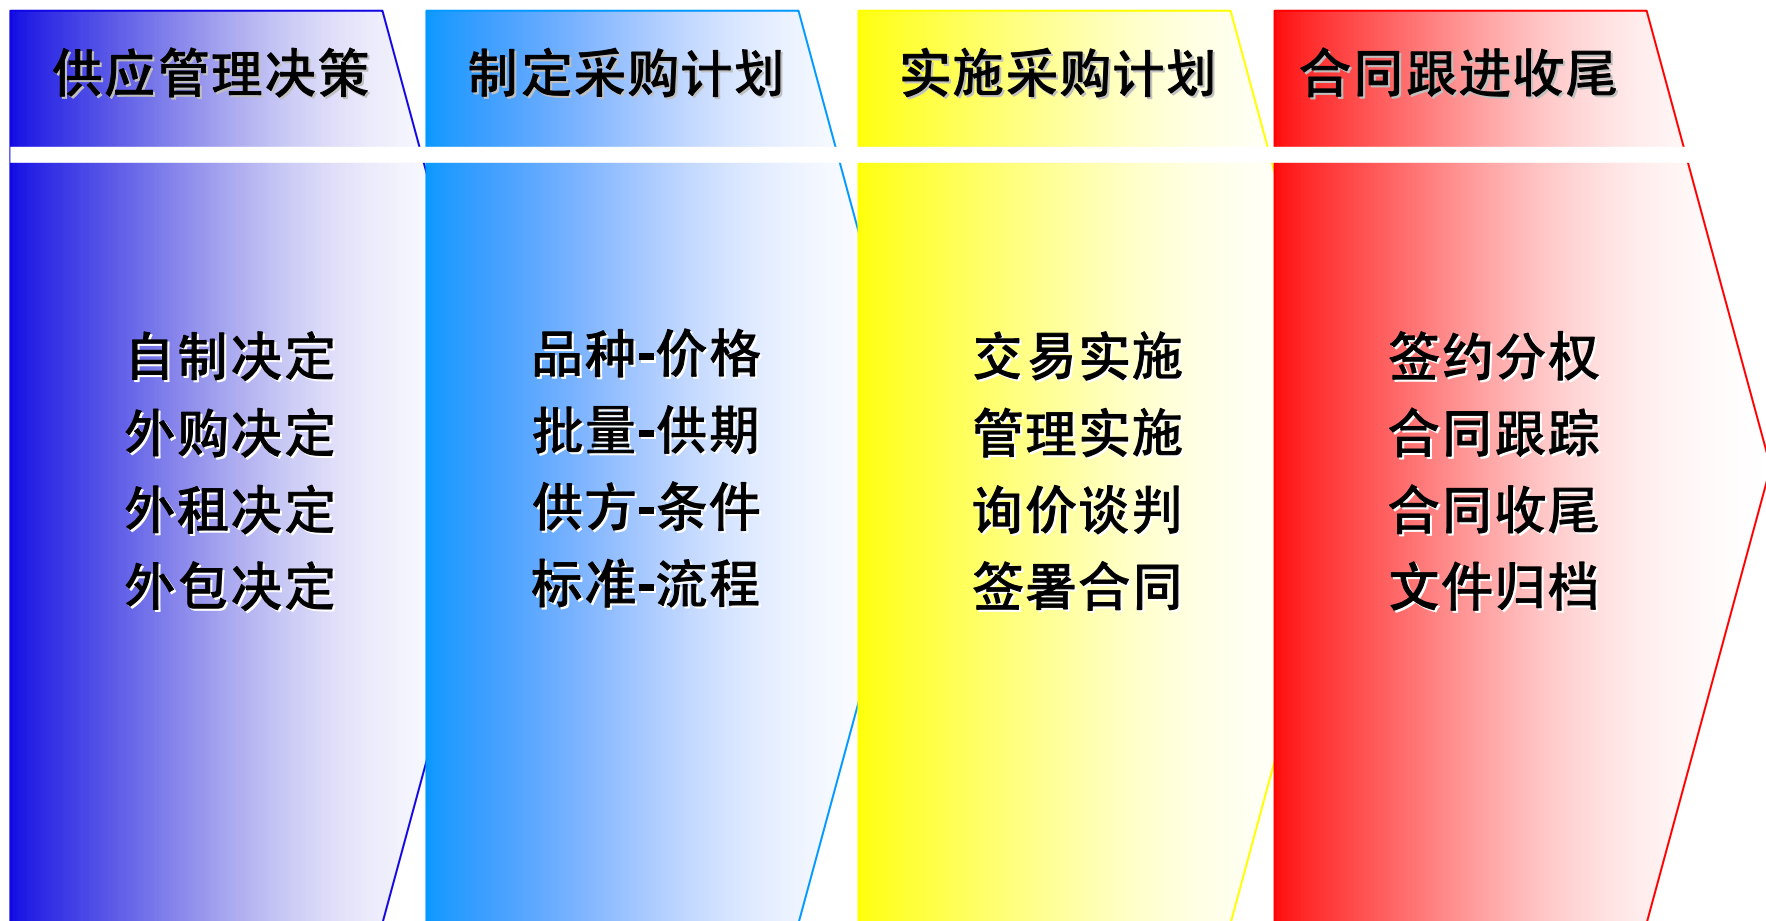 供应管理决策
自制决定
外购决定
外租决定
外包决定
制定采购计划
品种-价格
批量-供期
供方-条件
标准-流程
实施采购计划
交易实施
管理实施
询价谈判
签署合同
合同跟进收尾
签约分权
合同跟踪
合同收尾
文件归档